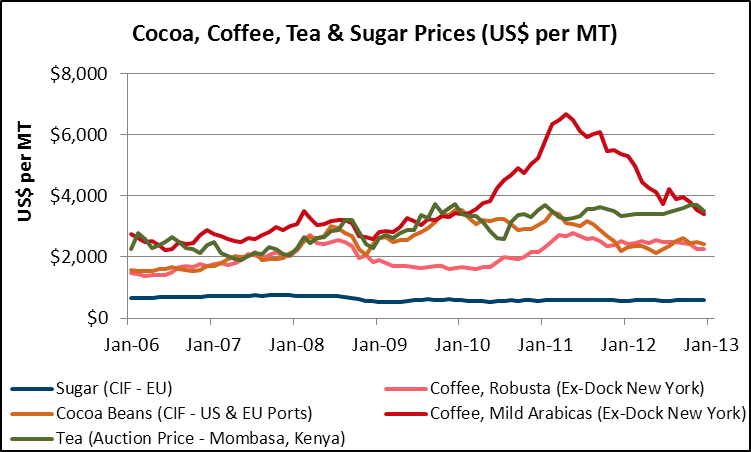 Cocoa, Coffee, Tea & Sugar Prices (US$ per MT)
US$ per MT
$8,000
$6,000
$4,000
$2,000
$0
Jan-06 Jan-07 Jan-08 Jan-09 Jan-10 Jan-11 Jan-12 Jan-13
Sugar (CIF - EU) Coffee, Robusta (Ex-Dock New York)
Cocoa Beans (CIF - US & EU Ports) Coffee, Mild Arabicas (Ex-Dock New York)
Tea (Auction Price - Mombasa, Kenya)